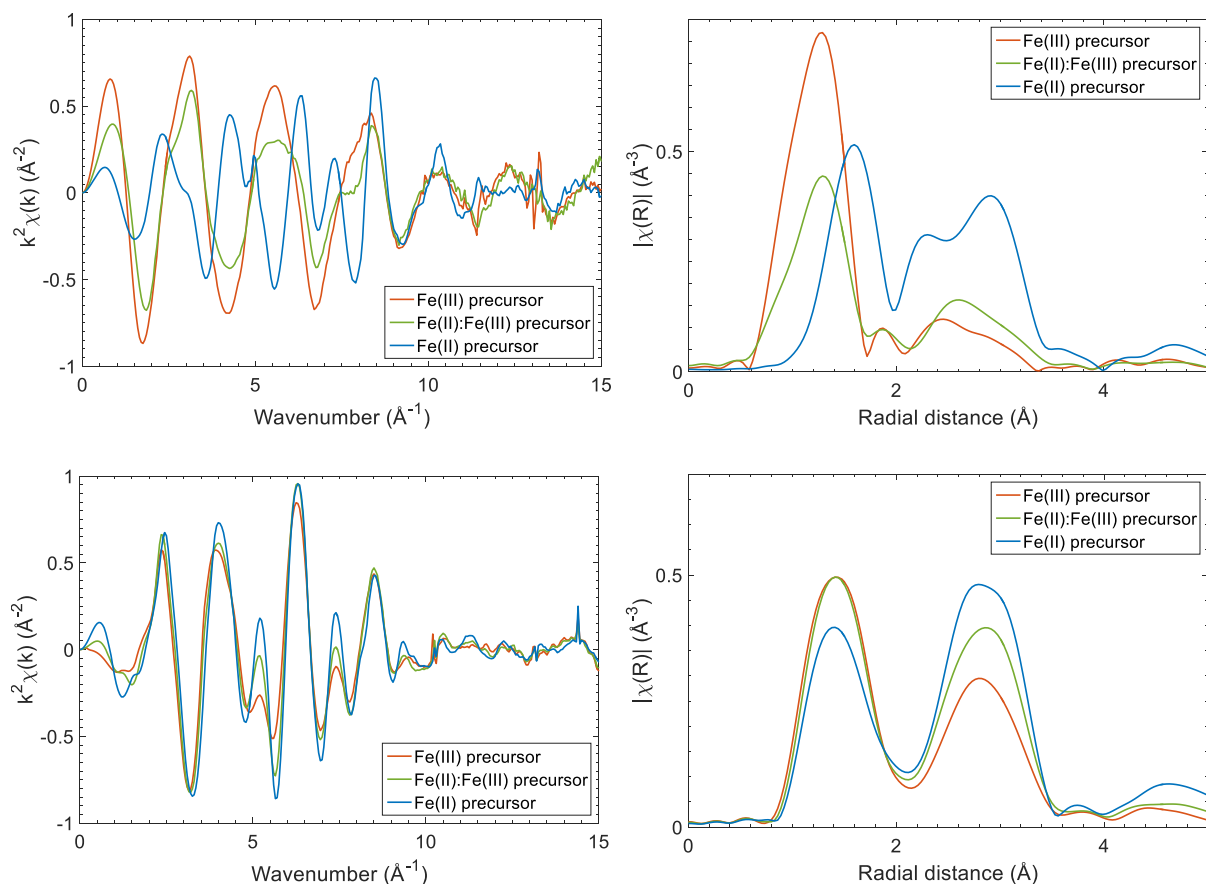 1
0.5
0
-0.5
-1
k²χ(k) (Å⁻²)
Fe(III) precursor
Fe(II):Fe(III) precursor
Fe(II) precursor
0
5
10
15
Wavenumber (Å⁻¹)
Fe(III) precursor
Fe(II):Fe(III) precursor
Fe(II) precursor
0.5
0
|χ(R)| (Å⁻³)
0
2
4
Radial distance (Å)
1
0.5
0
-0.5
-1
k²χ(k) (Å⁻²)
Fe(III) precursor
Fe(II):Fe(III) precursor
Fe(II) precursor
0
5
10
15
Wavenumber (Å⁻¹)
Fe(III) precursor
Fe(II):Fe(III) precursor
Fe(II) precursor
0.5
0
|χ(R)| (Å⁻³)
0
2
4
Radial distance (Å)